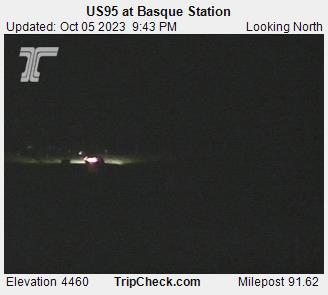 US95 at Basque Station
Updated: Oct 05 2023 9:43 PM Looking North
Elevation 4460 TripCheck.com Milepost 91.62